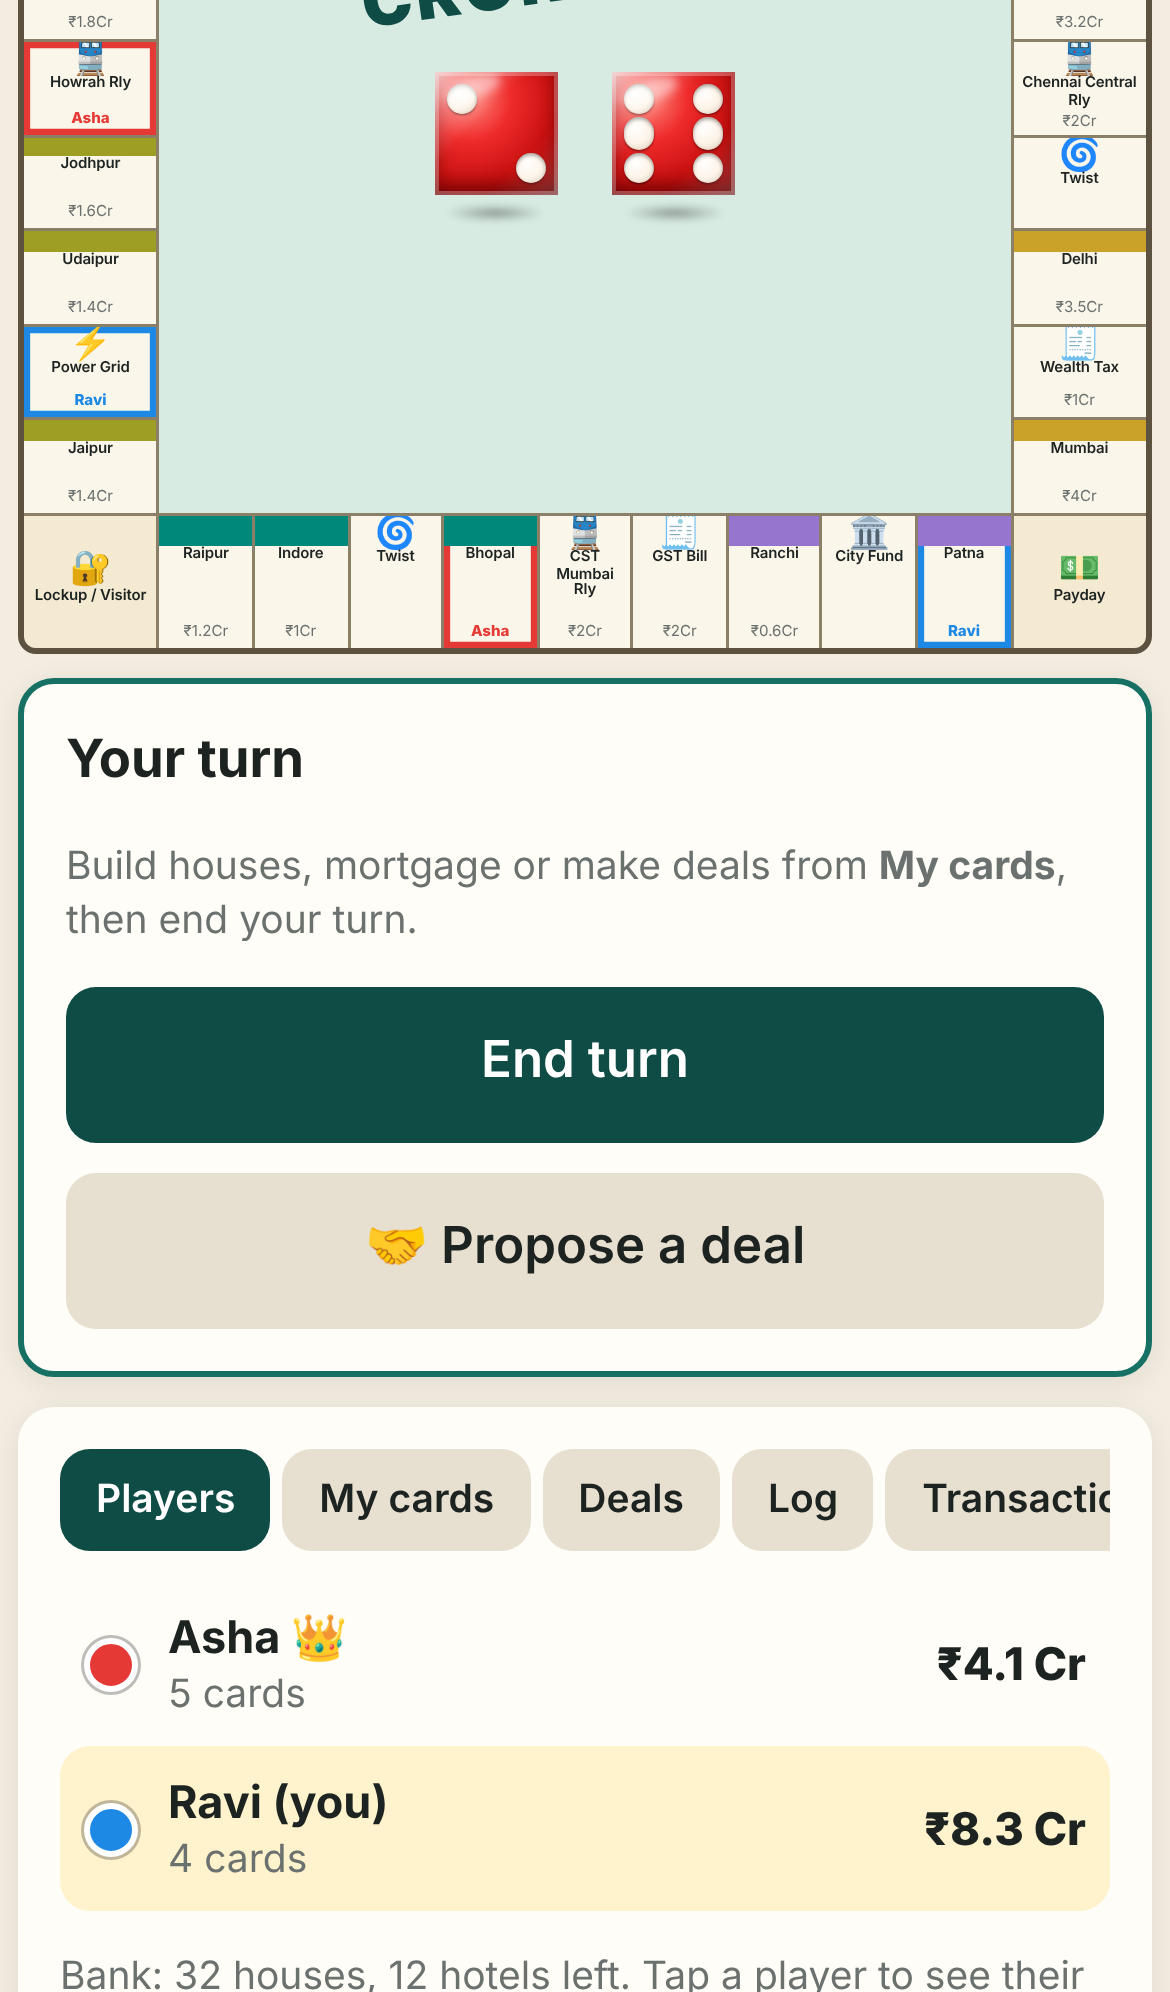 ₹1.8Cr
₹3.2Cr
Howrah Rly
Asha
Chennai Central
Rly
₹2Cr
Jodhpur
₹1.6Cr
Twist
Udaipur
₹1.4Cr
Delhi
₹3.5Cr
Power Grid
Ravi
Wealth Tax
₹1Cr
Jaipur
₹1.4Cr
Mumbai
₹4Cr
Lockup / Visitor
Raipur
₹1.2Cr
Indore
₹1Cr
Twist
Bhopal
Asha
CST
Mumbai
Rly
₹2Cr
GST Bill
₹2Cr
Ranchi
₹0.6Cr
City Fund
Patna
Ravi
Payday
Your turn
Build houses, mortgage or make deals from My cards,
then end your turn.
End turn
Propose a deal
Players
My cards
Deals
Log
Transactio
Asha
5 cards
₹4.1 Cr
Ravi (you)
4 cards
₹8.3 Cr
Bank: 32 houses, 12 hotels left. Tap a player to see their